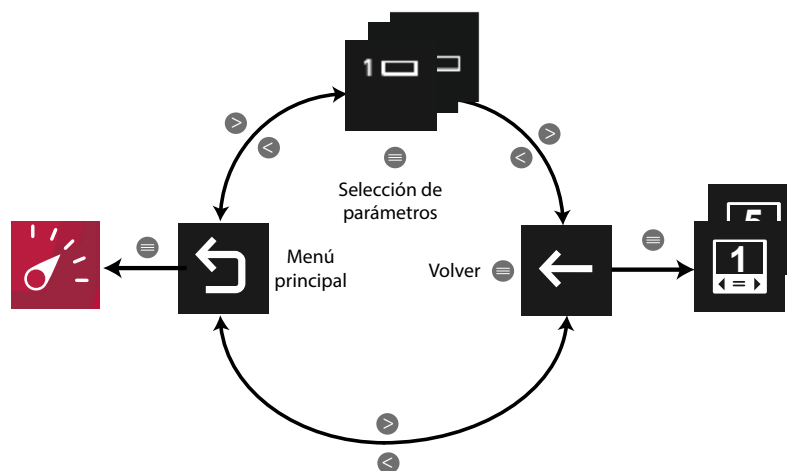 1
>
<
>
<
Selección de
parámetros
Menú
principal
Volver
5
1
=
>
<